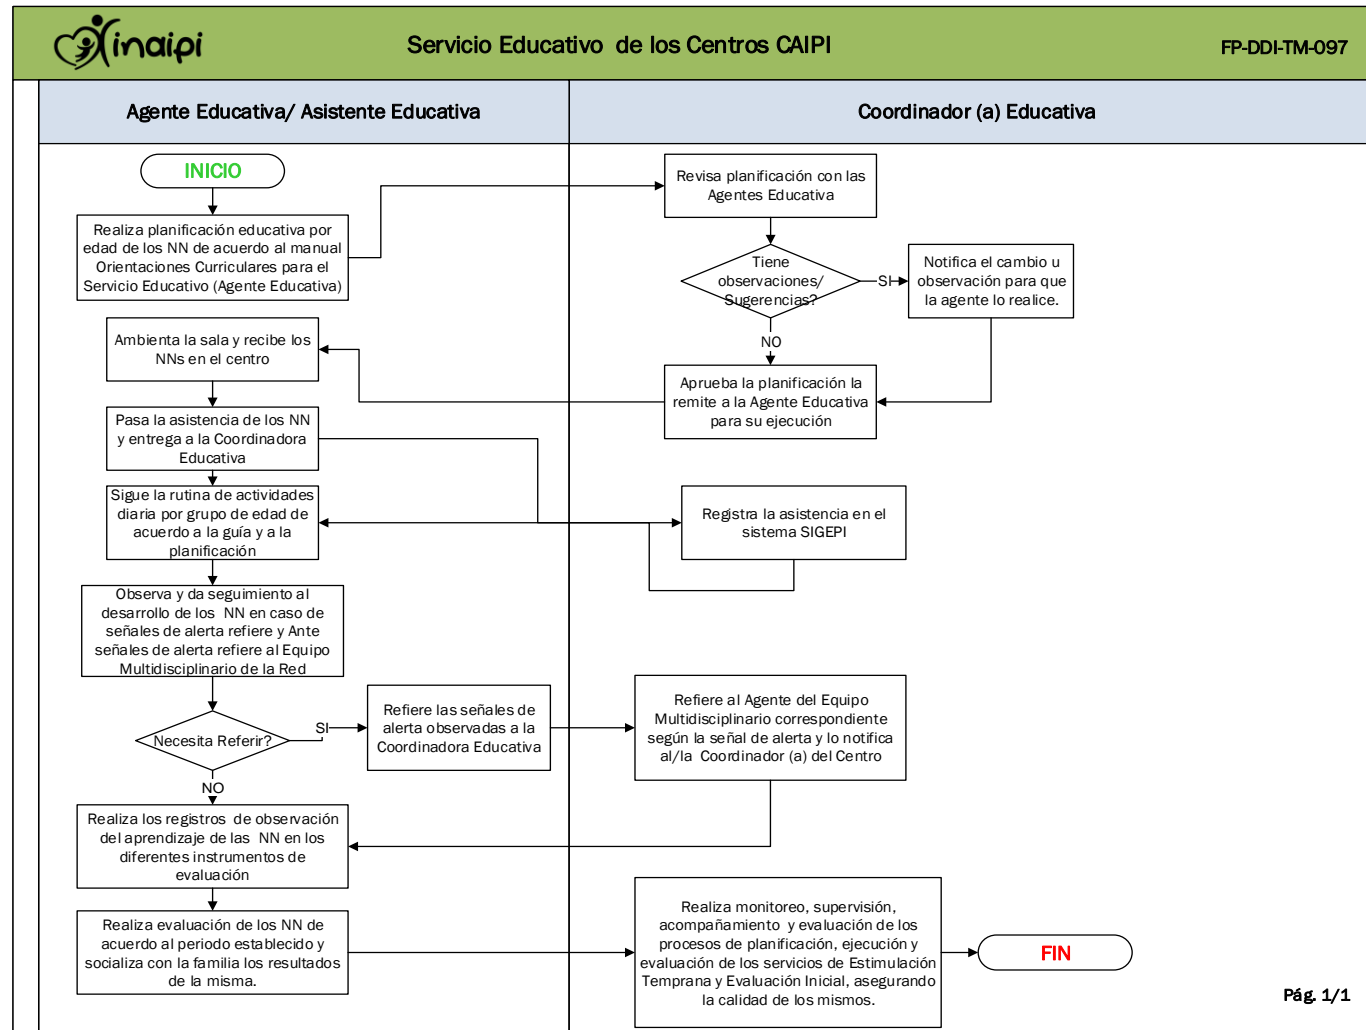 inaipi
Servicio Educativo de los Centros CAIPI
FP-DDI-TM-097
Agente Educativa/ Asistente Educativa
Coordinador (a) Educativa
INICIO
Realiza planificación educativa por
edad de los NN de acuerdo al manual
Orientaciones Curriculares para el
Servicio Educativo (Agente Educativa)
Revisa planificación con las
Agentes Educativa
Tiene
observaciones/
Sugerencias?
SI
Notifica el cambio u
observación para que
la agente lo realice.
NO
Aprueba la planificación la
remite a la Agente Educativa
para su ejecución
Ambienta la sala y recibe los
NNs en el centro
Pasa la asistencia de los NN
y entrega a la Coordinadora
Educativa
Registra la asistencia en el
sistema SIGEPI
Sigue la rutina de actividades
diaria por grupo de edad de
acuerdo a la guía y a la
planificación
Observa y da seguimiento al
desarrollo de los NN en caso de
señales de alerta refiere y Ante
señales de alerta refiere al Equipo
Multidisciplinario de la Red
Necesita Referir?
SI
Refiere las señales de
alerta observadas a la
Coordinadora Educativa
Refiere al Agente del Equipo
Multidisciplinario correspondiente
según la señal de alerta y lo notifica
al/la Coordinador (a) del Centro
NO
Realiza los registros de observación
del aprendizaje de las NN en los
diferentes instrumentos de
evaluación
Realiza evaluación de los NN de
acuerdo al periodo establecido y
socializa con la familia los resultados
de la misma.
Realiza monitoreo, supervisión,
acompañamiento y evaluación de los
procesos de planificación, ejecución y
evaluación de los servicios de Estimulación
Temprana y Evaluación Inicial, asegurando
la calidad de los mismos.
FIN
Pág. 1/1